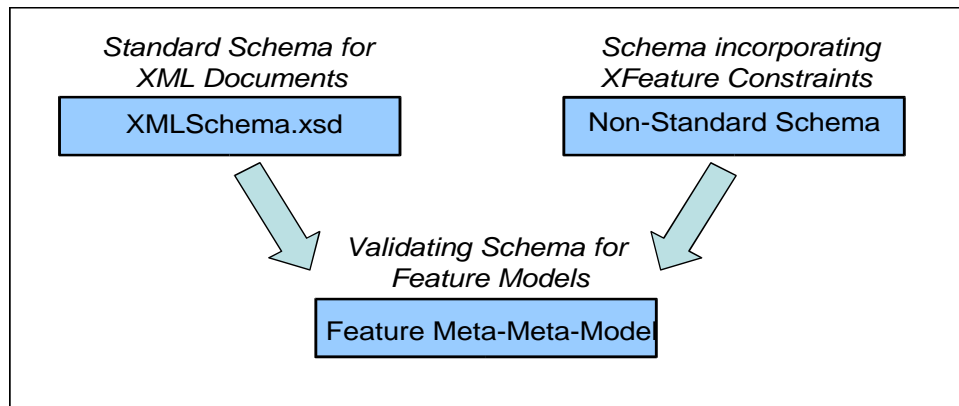 Standard Schema for
XML Documents
XMLSchema.xsd
Schema incorporating
XFeature Constraints
Non-Standard Schema
Validating Schema for
Feature Models
Feature Meta-Meta-Model